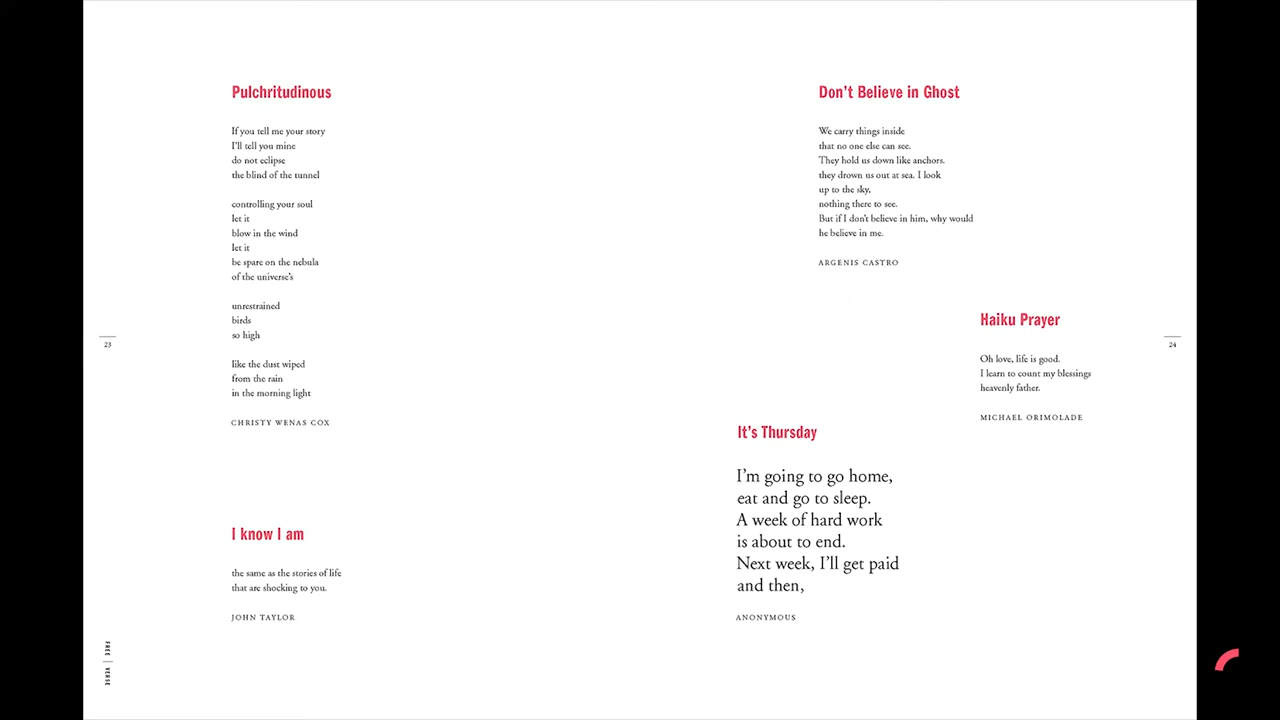 Pulchritudinous
If you tell me your story
I'll tell you mine
do not eclipse
the blind of the tunnel
controlling your soul
let it
blow in the wind
let it
be spare on the nebula
of the universe's
unrestrained
birds
so high
like the dust wiped
from the rain
in the morning light
CHRISTY WENAS COX
I know I am
the same as the stories of life
that are shocking to you.
JOHN TAYLOR
23
FREE
VERSE
Don't Believe in Ghost
We carry things inside
that no one else can see.
They hold us down like anchors.
they drown us out at sea. I look
up to the sky,
nothing there to see.
But if I don't believe in him, why would
he believe in me.
ARGENIS CASTRO
Haiku Prayer
Oh love, life is good.
I learn to count my blessings
heavenly father.
MICHAEL ORIMOLADE
It's Thursday
I'm going to go home,
eat and go to sleep.
A week of hard work
is about to end.
Next week, I'll get paid
and then,
ANONYMOUS
24